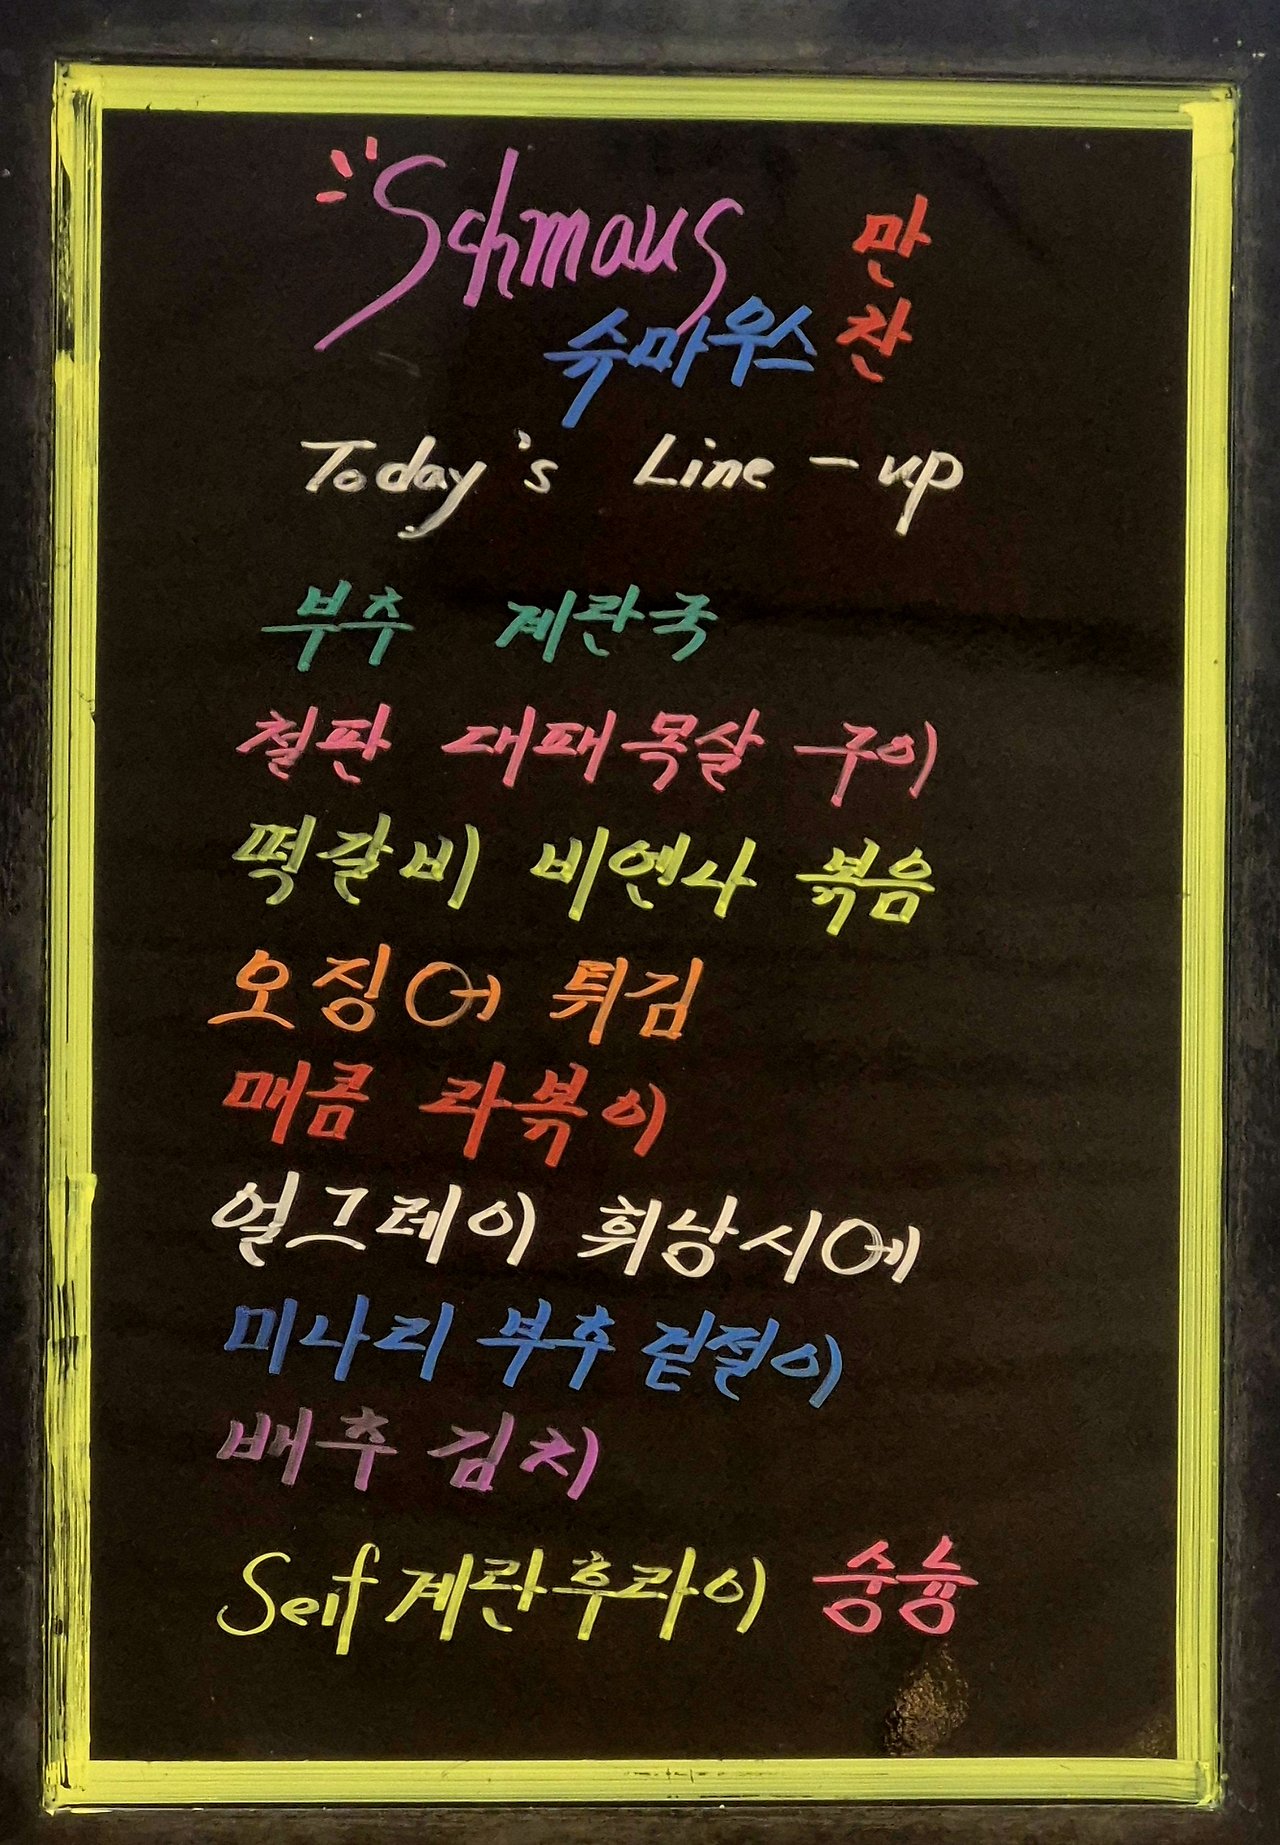 Schmaus 만찬
슈마우스
Today's Line-up
부추 계란국
철판 대패목살 구이
떡갈비 비엔나 볶음
오징어 튀김
매콤 라볶이
얼그레이 휘낭시에
미나리 부추 겉절이
배추 김치
Self 계란후라이 숭늉